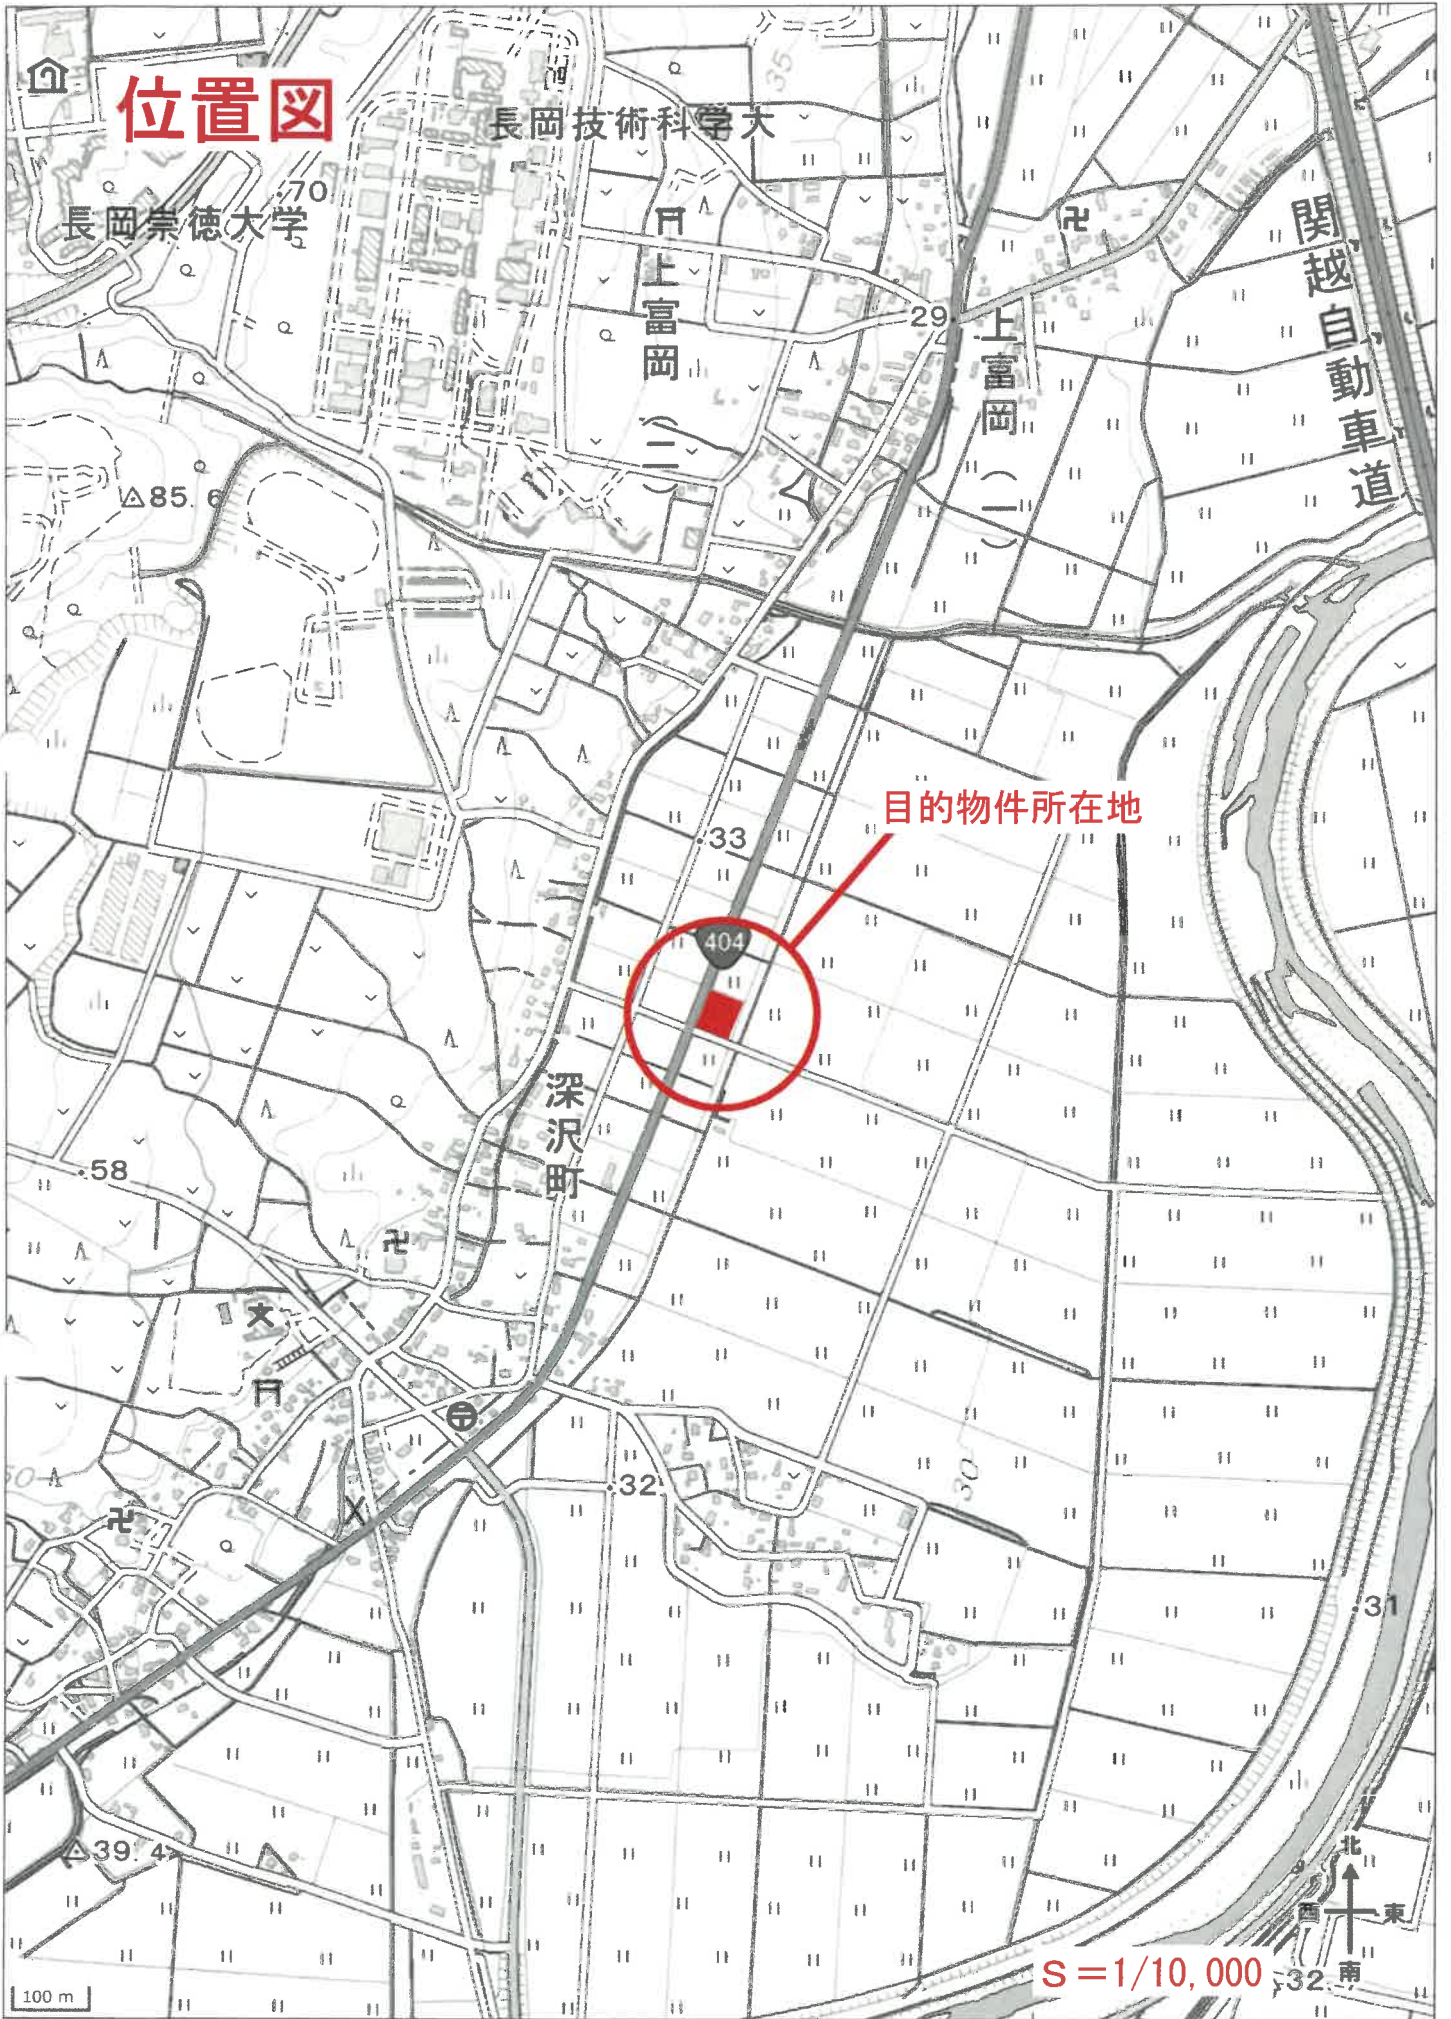 位置図
長岡技術科学大
35
70
長岡崇徳大学
上富岡(二)
29
上富岡(一)
関越自動車道
85.6
目的物件所在地
33
404
深沢町
58
30
32
31
39.4
北
西
東
南
100 m
S=1/10,000
32